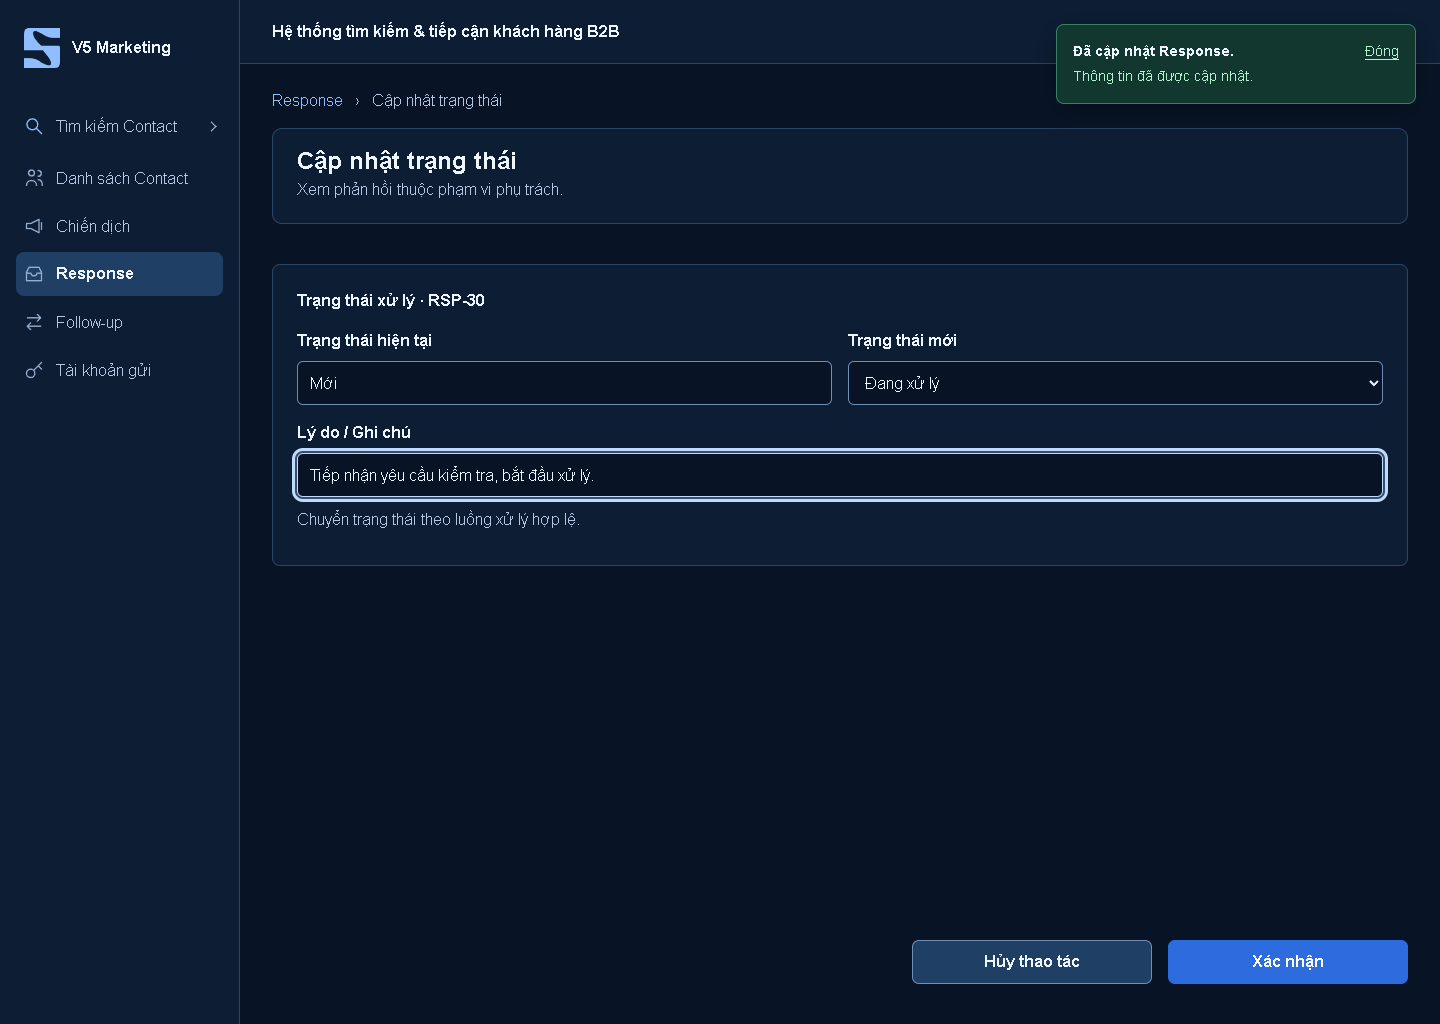 V5 Marketing
Tìm kiếm Contact
Danh sách Contact
Chiến dịch
Response
Follow-up
Tài khoản gửi
Hệ thống tìm kiếm & tiếp cận khách hàng B2B
Đã cập nhật Response.
Đóng
Thông tin đã được cập nhật.
Response › Cập nhật trạng thái
Cập nhật trạng thái
Xem phản hồi thuộc phạm vi phụ trách.
Trạng thái xử lý · RSP-30
Trạng thái hiện tại
Trạng thái mới
Mới
Đang xử lý
Lý do / Ghi chú
Tiếp nhận yêu cầu kiểm tra, bắt đầu xử lý.
Chuyển trạng thái theo luồng xử lý hợp lệ.
Hủy thao tác
Xác nhận